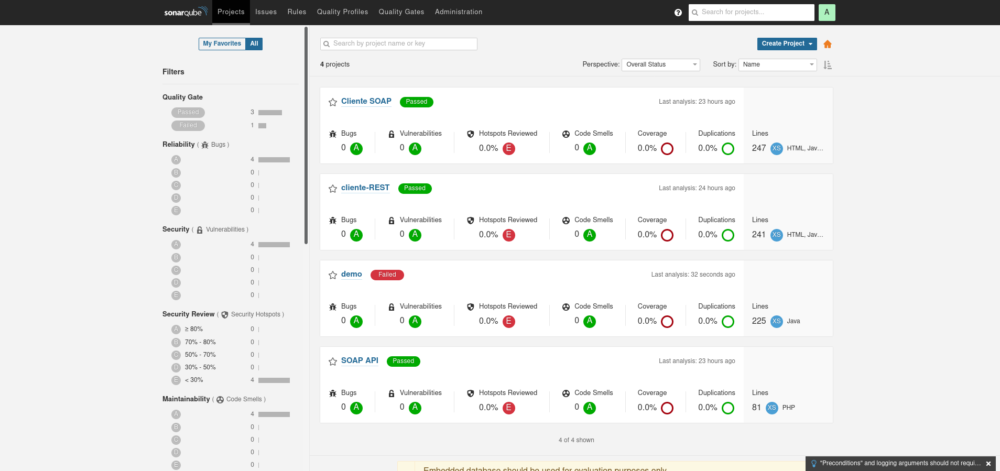 sonarqube Projects Issues Rules Quality Profiles Quality Gates Administration ? Search for projects... A
My Favorites All
Search by project name or key
Create Project
4 projects
Perspective: Overall Status
Sort by: Name
Filters
Quality Gate
Passed 3
Failed 1
Reliability ( Bugs )
A 4
B 0
C 0
D 0
E 0
Security ( Vulnerabilities )
A 4
B 0
C 0
D 0
E 0
Security Review ( Security Hotspots )
A ≥ 80% 0
B 70% - 80% 0
C 50% - 70% 0
D 30% - 50% 0
E < 30% 4
Maintainability ( Code Smells )
A 4
B 0
C 0
D 0
E 0
Cliente SOAP Passed Last analysis: 23 hours ago
Bugs Vulnerabilities Hotspots Reviewed Code Smells Coverage Duplications Lines
0 A 0 A 0.0% E 0 A 0.0% 0.0% 247 XS HTML, Jav...
cliente-REST Passed Last analysis: 24 hours ago
Bugs Vulnerabilities Hotspots Reviewed Code Smells Coverage Duplications Lines
0 A 0 A 0.0% E 0 A 0.0% 0.0% 241 XS HTML, Jav...
demo Failed Last analysis: 32 seconds ago
Bugs Vulnerabilities Hotspots Reviewed Code Smells Coverage Duplications Lines
0 A 0 A 0.0% E 0 A 0.0% 0.0% 225 XS Java
SOAP API Passed Last analysis: 23 hours ago
Bugs Vulnerabilities Hotspots Reviewed Code Smells Coverage Duplications Lines
0 A 0 A 0.0% E 0 A 0.0% 0.0% 81 XS PHP
4 of 4 shown
Embedded database should be used for evaluation purposes only
"Preconditions" and logging arguments should not requi...